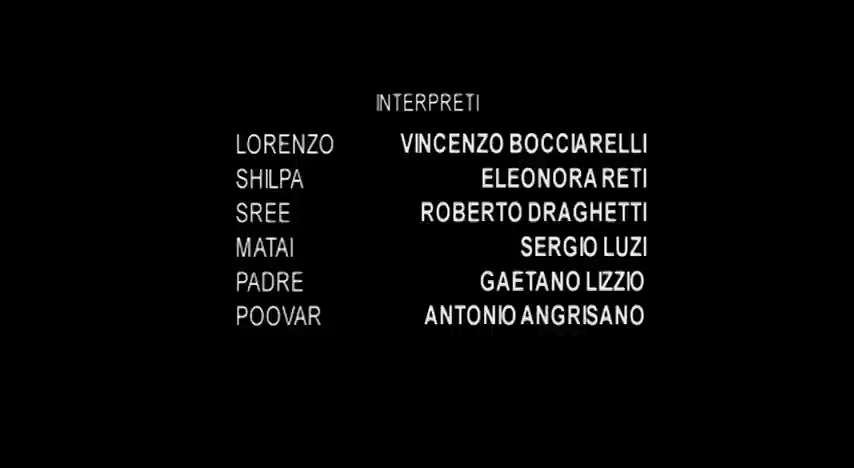 INTERPRETI
LORENZO VINCENZO BOCCIARELLI
SHILPA ELEONORA RETI
SREE ROBERTO DRAGHETTI
MATAI SERGIO LUZI
PADRE GAETANO LIZZIO
POOVAR ANTONIO ANGRISANO